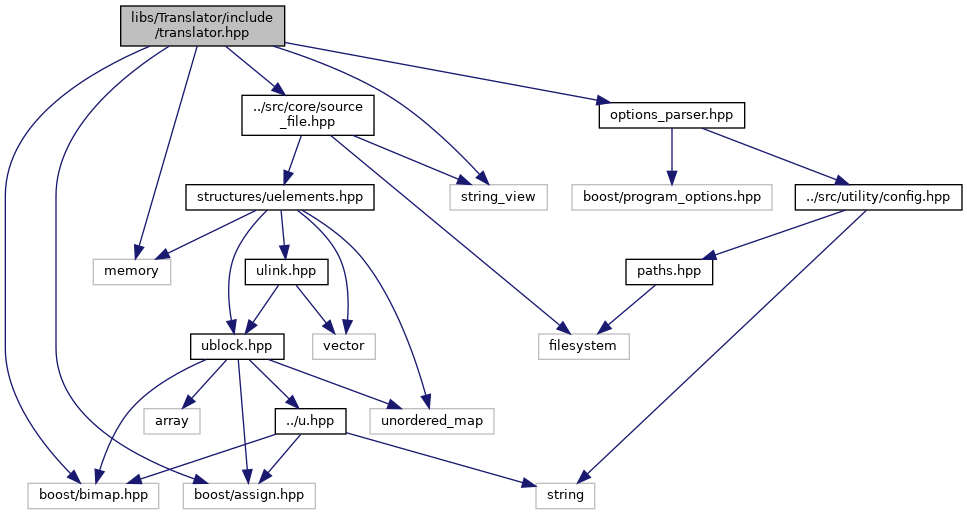 libs/Translator/include
/translator.hpp
../src/core/source
_file.hpp
options_parser.hpp
structures/uelements.hpp
string_view
boost/program_options.hpp
../src/utility/config.hpp
memory
ulink.hpp
paths.hpp
ublock.hpp
vector
filesystem
array
../u.hpp
unordered_map
boost/bimap.hpp
boost/assign.hpp
string